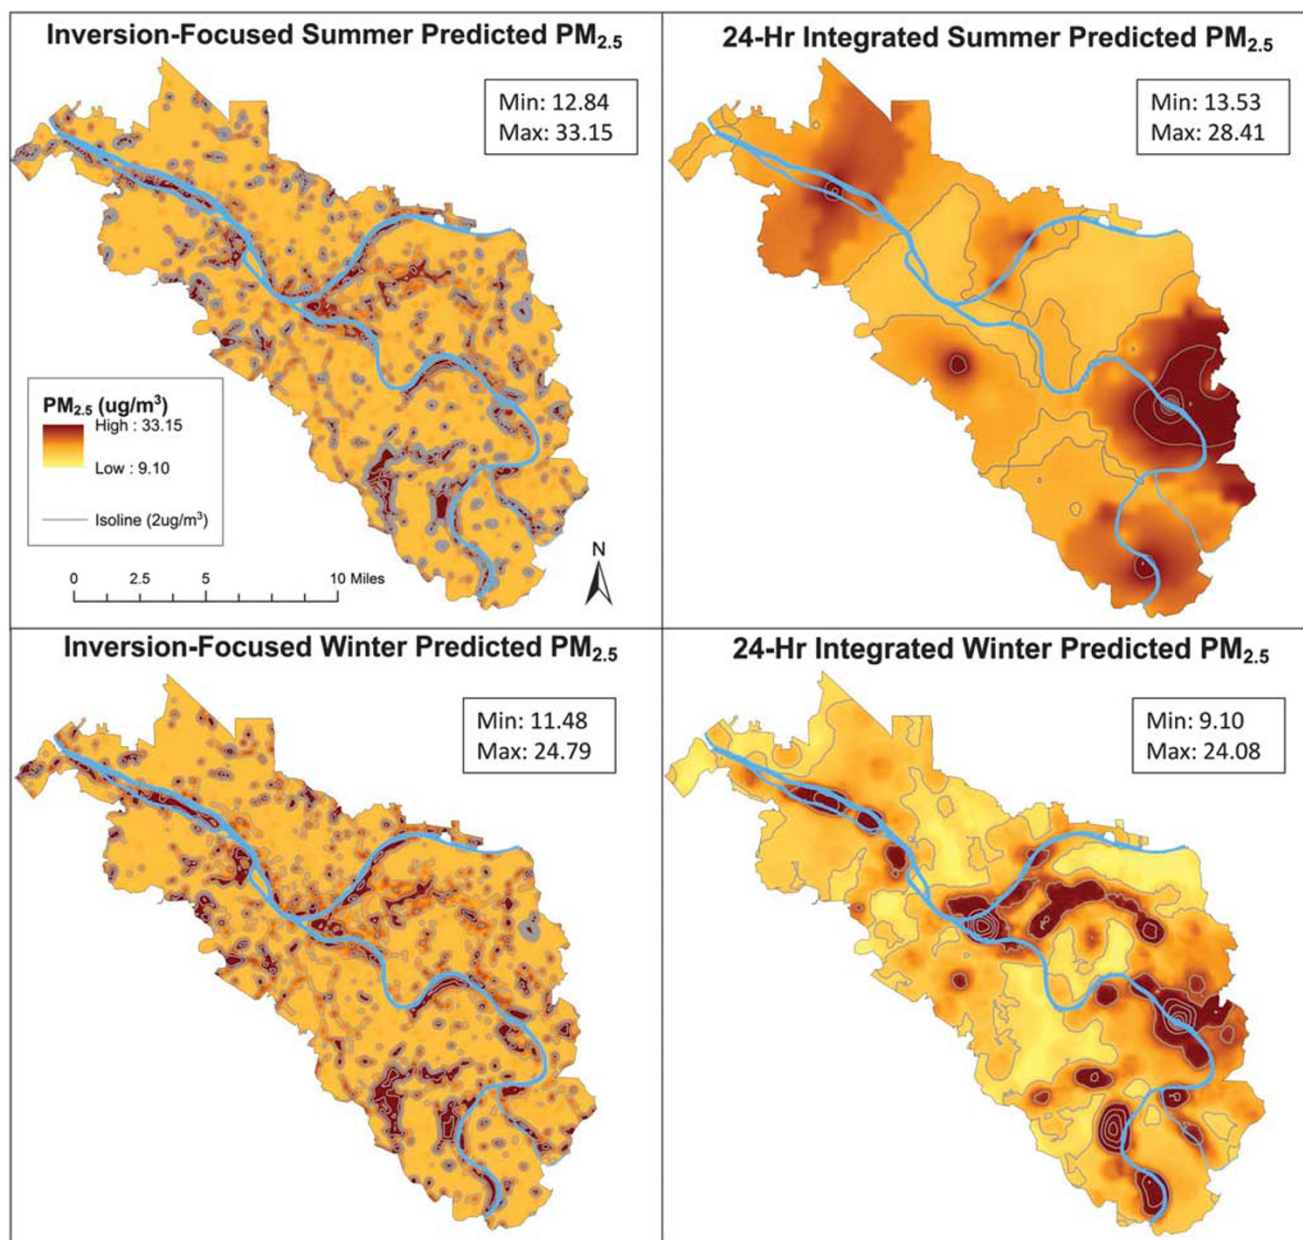 Inversion-Focused Summer Predicted PM2.5
Min: 12.84
Max: 33.15
PM2.5 (ug/m3)
High : 33.15
Low : 9.10
Isoline (2ug/m3)
N
0 2.5 5 10 Miles
24-Hr Integrated Summer Predicted PM2.5
Min: 13.53
Max: 28.41
Inversion-Focused Winter Predicted PM2.5
Min: 11.48
Max: 24.79
24-Hr Integrated Winter Predicted PM2.5
Min: 9.10
Max: 24.08